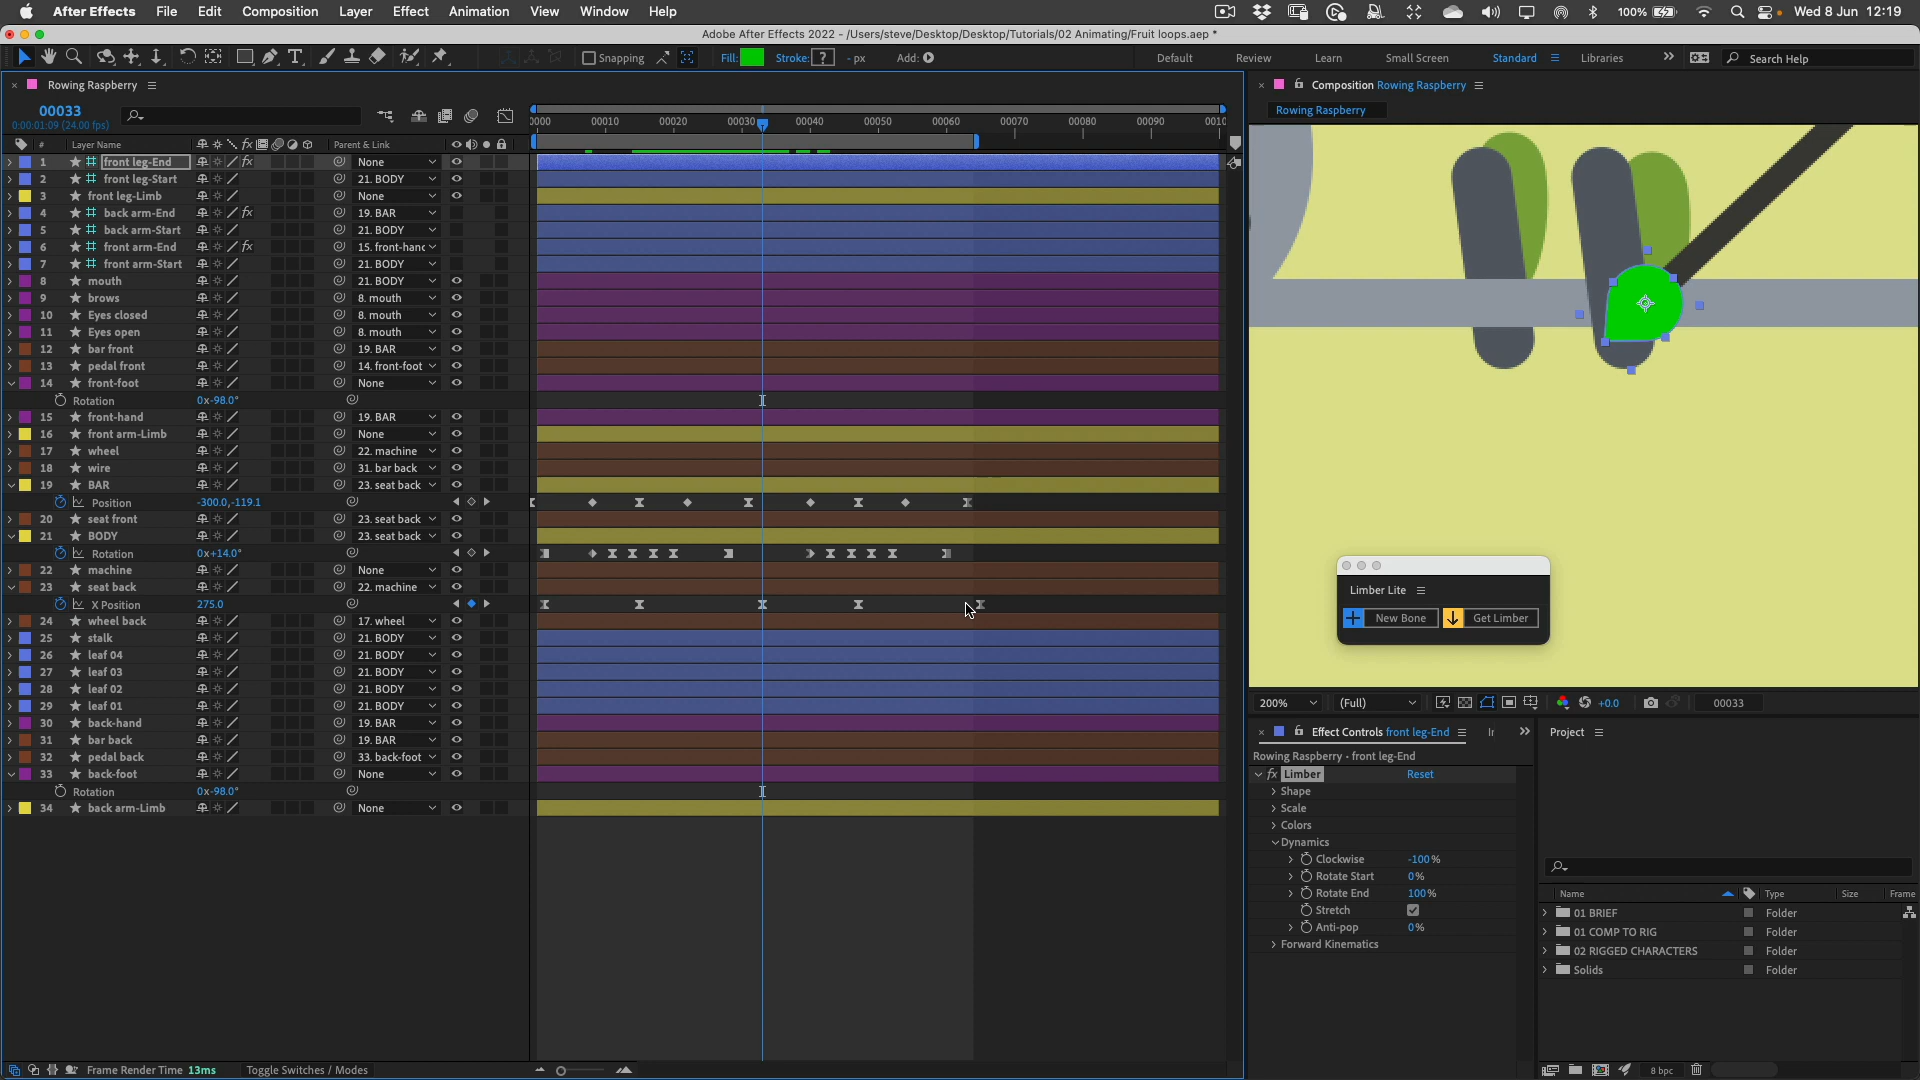 After Effects File Edit Composition Layer Effect Animation View Window Help 100% Wed 8 Jun 12:19
Adobe After Effects 2022 - /Users/steve/Desktop/Desktop/Tutorials/02 Animating/Fruit loops.aep *
Snapping Fill: Stroke: ? - px Add: Default Review Learn Small Screen Standard Libraries Search Help
Rowing Raspberry
00033
0:00:01:09 (24.00 fps)
0000 00010 00020 00030 00040 00050 00060 00070 00080 00090 0010
# Layer Name Parent & Link
1 front leg-End fx None
2 front leg-Start 21. BODY
3 front leg-Limb None
4 back arm-End fx 19. BAR
5 back arm-Start 21. BODY
6 front arm-End fx 15. front-hanc
7 front arm-Start 21. BODY
8 mouth 21. BODY
9 brows 8. mouth
10 Eyes closed 8. mouth
11 Eyes open 8. mouth
12 bar front 19. BAR
13 pedal front 14. front-foot
14 front-foot None
Rotation 0x-98.0°
15 front-hand 19. BAR
16 front arm-Limb None
17 wheel 22. machine
18 wire 31. bar back
19 BAR 23. seat back
Position -300.0,-119.1
20 seat front 23. seat back
21 BODY 23. seat back
Rotation 0x+14.0°
22 machine None
23 seat back 22. machine
X Position 275.0
24 wheel back 17. wheel
25 stalk 21. BODY
26 leaf 04 21. BODY
27 leaf 03 21. BODY
28 leaf 02 21. BODY
29 leaf 01 21. BODY
30 back-hand 19. BAR
31 bar back 19. BAR
32 pedal back 33. back-foot
33 back-foot None
Rotation 0x-98.0°
34 back arm-Limb None
Frame Render Time 13ms Toggle Switches / Modes
Composition Rowing Raspberry
Rowing Raspberry
Limber Lite
New Bone Get Limber
200% (Full) +0.0 00033
Effect Controls front leg-End Ir
Rowing Raspberry • front leg-End
fx Limber Reset
Shape
Scale
Colors
Dynamics
Clockwise -100%
Rotate Start 0%
Rotate End 100%
Stretch
Anti-pop 0%
Forward Kinematics
Project
Name Type Size Frame
01 BRIEF Folder
01 COMP TO RIG Folder
02 RIGGED CHARACTERS Folder
Solids Folder
8 bpc